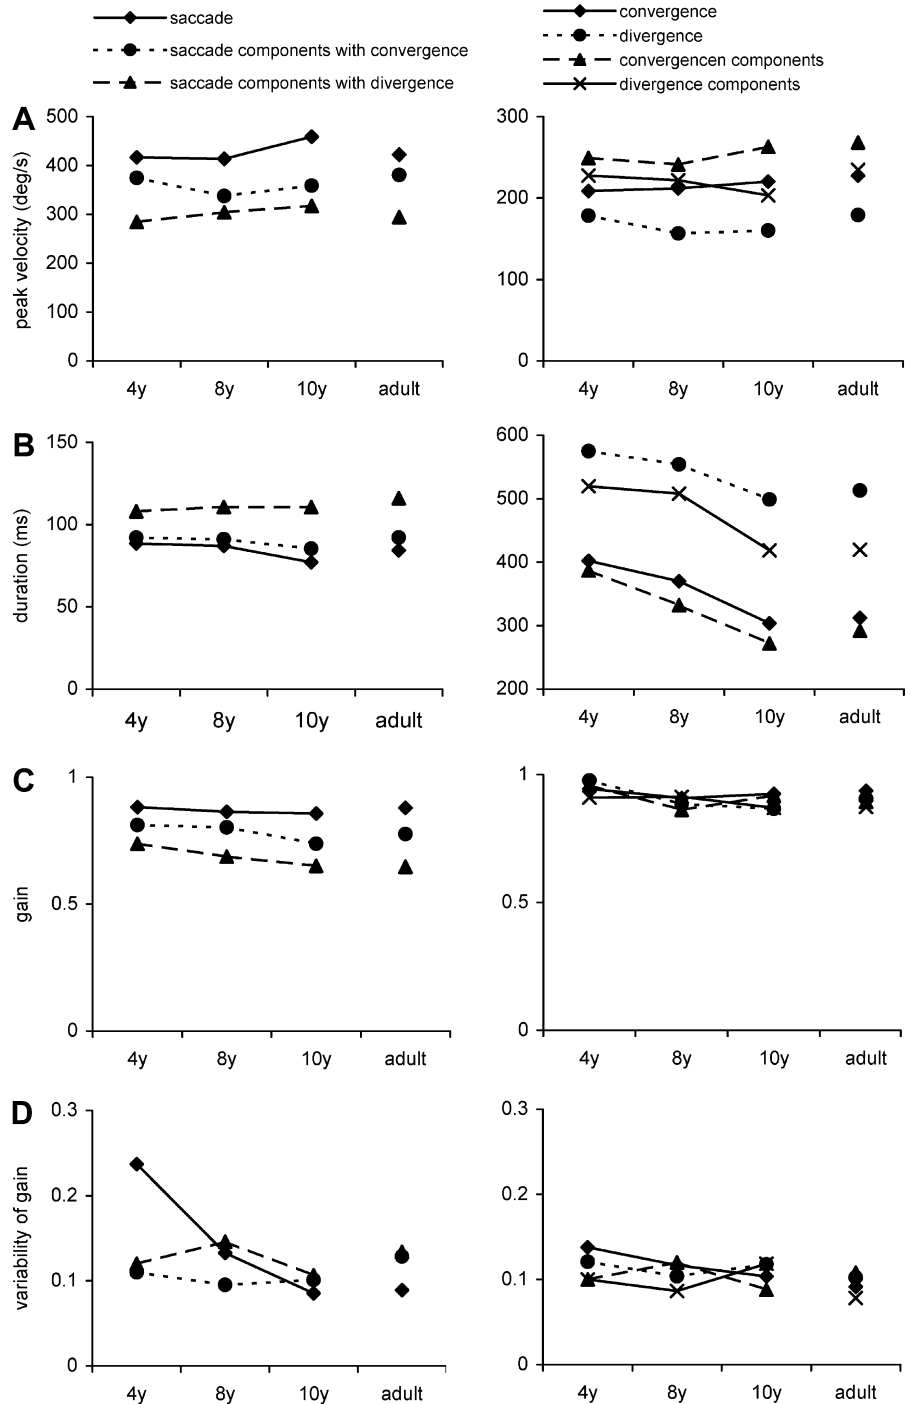 saccade
saccade components with convergence
saccade components with divergence
convergence
divergence
convergencen components
divergence components
A
peak velocity (deg/s)
500
400
300
200
100
0
4y 8y 10y adult
300
200
100
0
4y 8y 10y adult
B
duration (ms)
150
100
50
0
4y 8y 10y adult
600
500
400
300
200
4y 8y 10y adult
C
gain
1
0.5
0
4y 8y 10y adult
1
0.5
0
4y 8y 10y adult
D
variability of gain
0.3
0.2
0.1
0
4y 8y 10y adult
0.3
0.2
0.1
0
4y 8y 10y adult